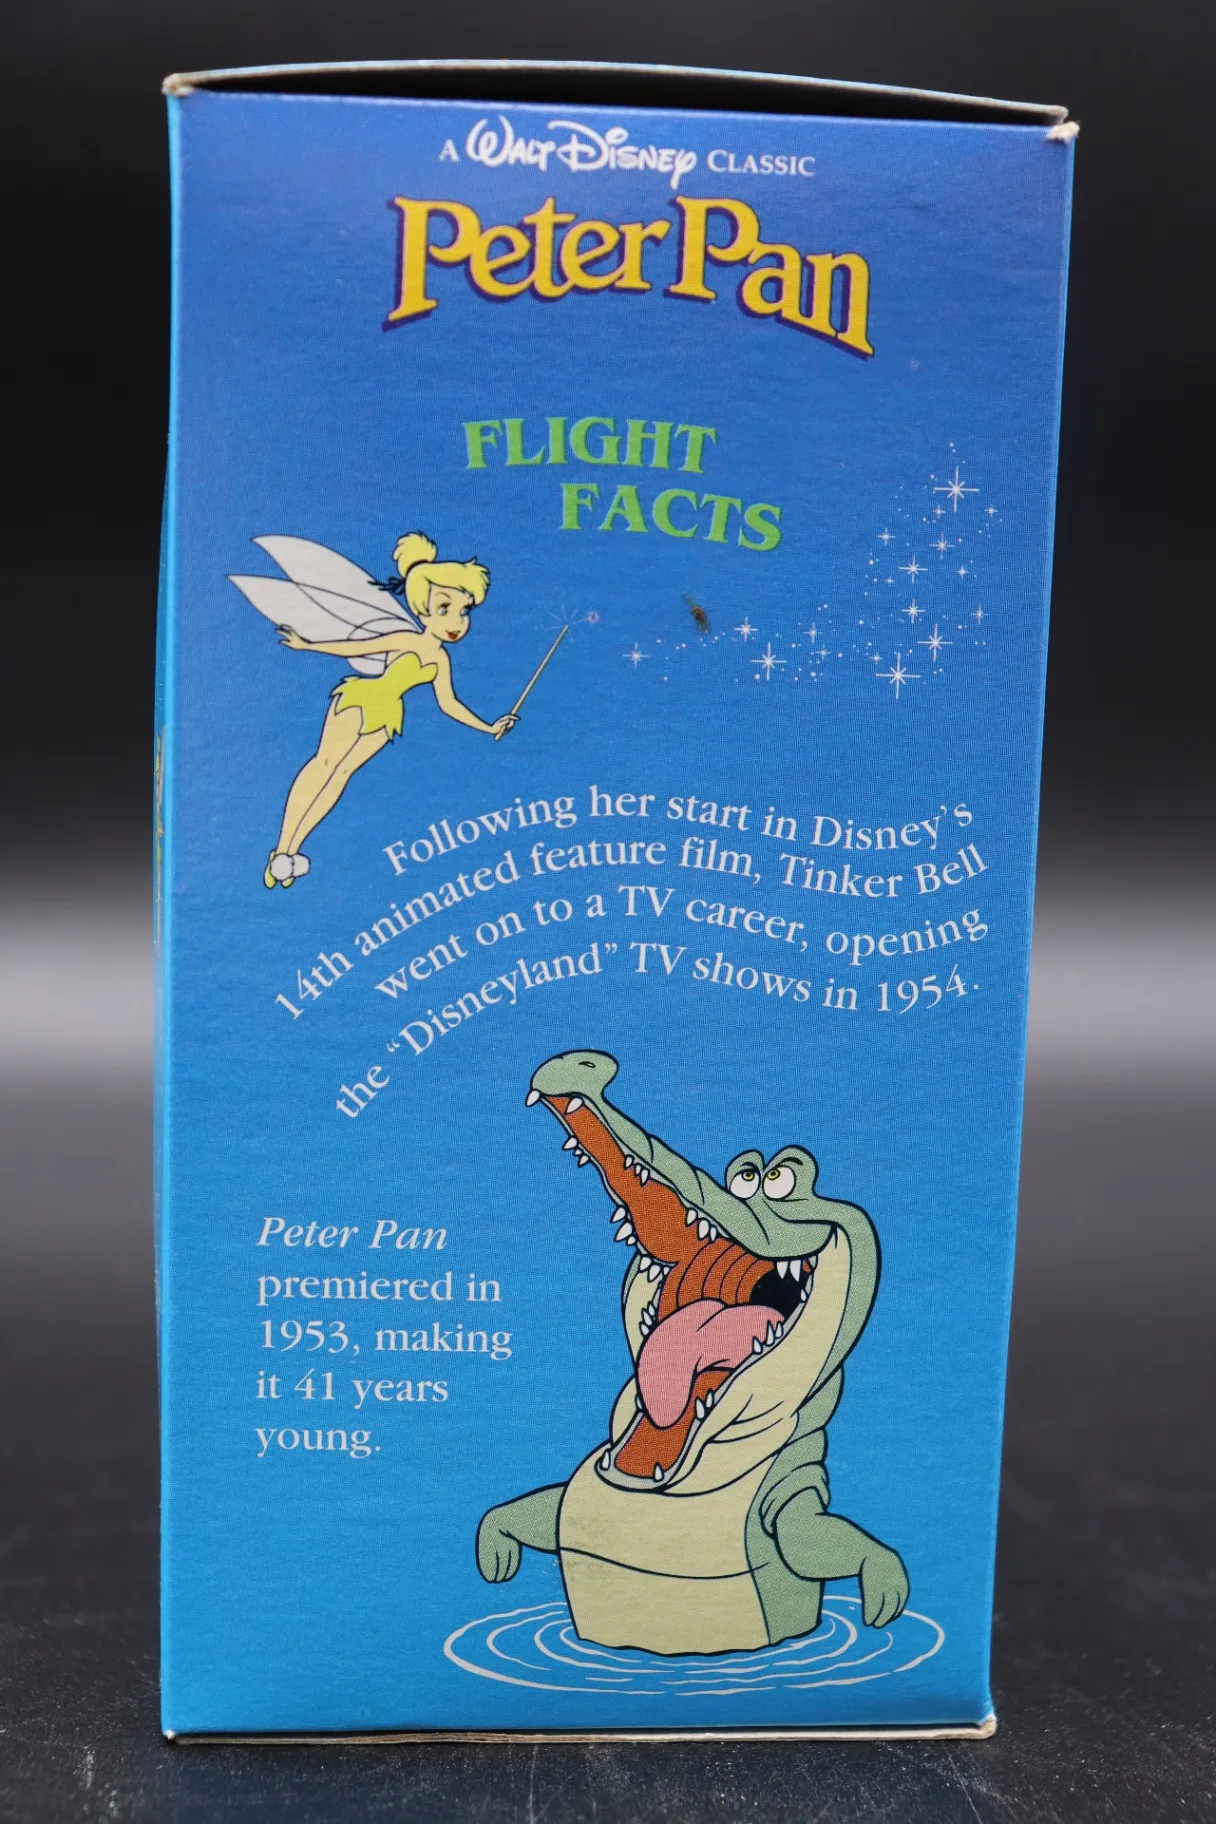 A WALT DISNEY CLASSIC
Peter Pan
FLIGHT
FACTS
Following her start in Disney's
14th animated feature film, Tinker Bell
went on to a TV career, opening
the “Disneyland” TV shows in 1954.
Peter Pan
premiered in
1953, making
it 41 years
young.